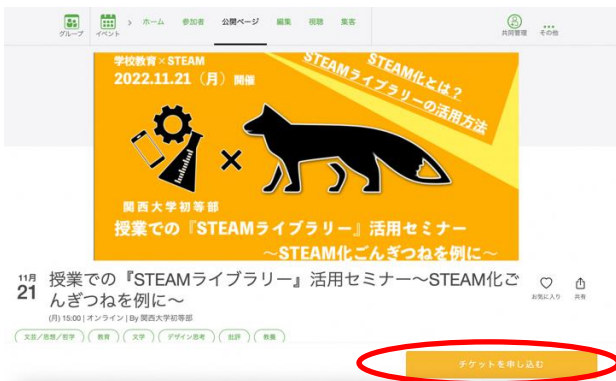 グループ
イベント
> ホーム 参加者 公開ページ 編集 視聴 集客
共同管理
その他
学校教育×STEAM
2022.11.21（月）開催
STEAM化とは？
STEAMライブラリーの活用方法
×
関西大学初等部
授業での『STEAMライブラリー』活用セミナー
～STEAM化ごんぎつねを例に～
11月
21
授業での『STEAMライブラリー』活用セミナー～STEAM化ご
んぎつねを例に～
(月) 15:00 | オンライン | By 関西大学初等部
お気に入り
共有
文芸／思想／哲学 教育 文学 デザイン思考 批評 教養
チケットを申し込む